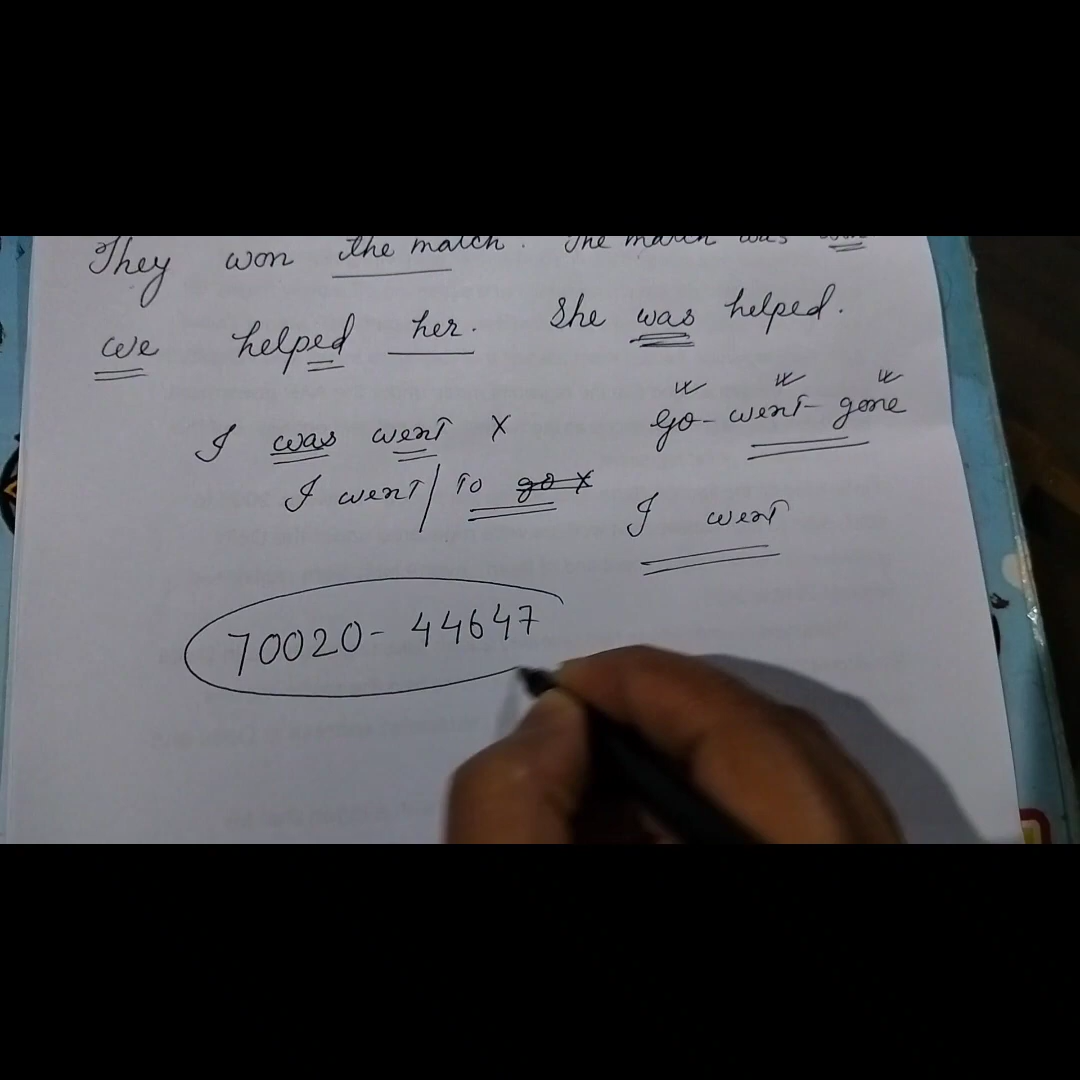 They won the match. The match was won
we helped her. She was helped.
I was went X go - went - gone
I went / To go X I went
70020 - 44647